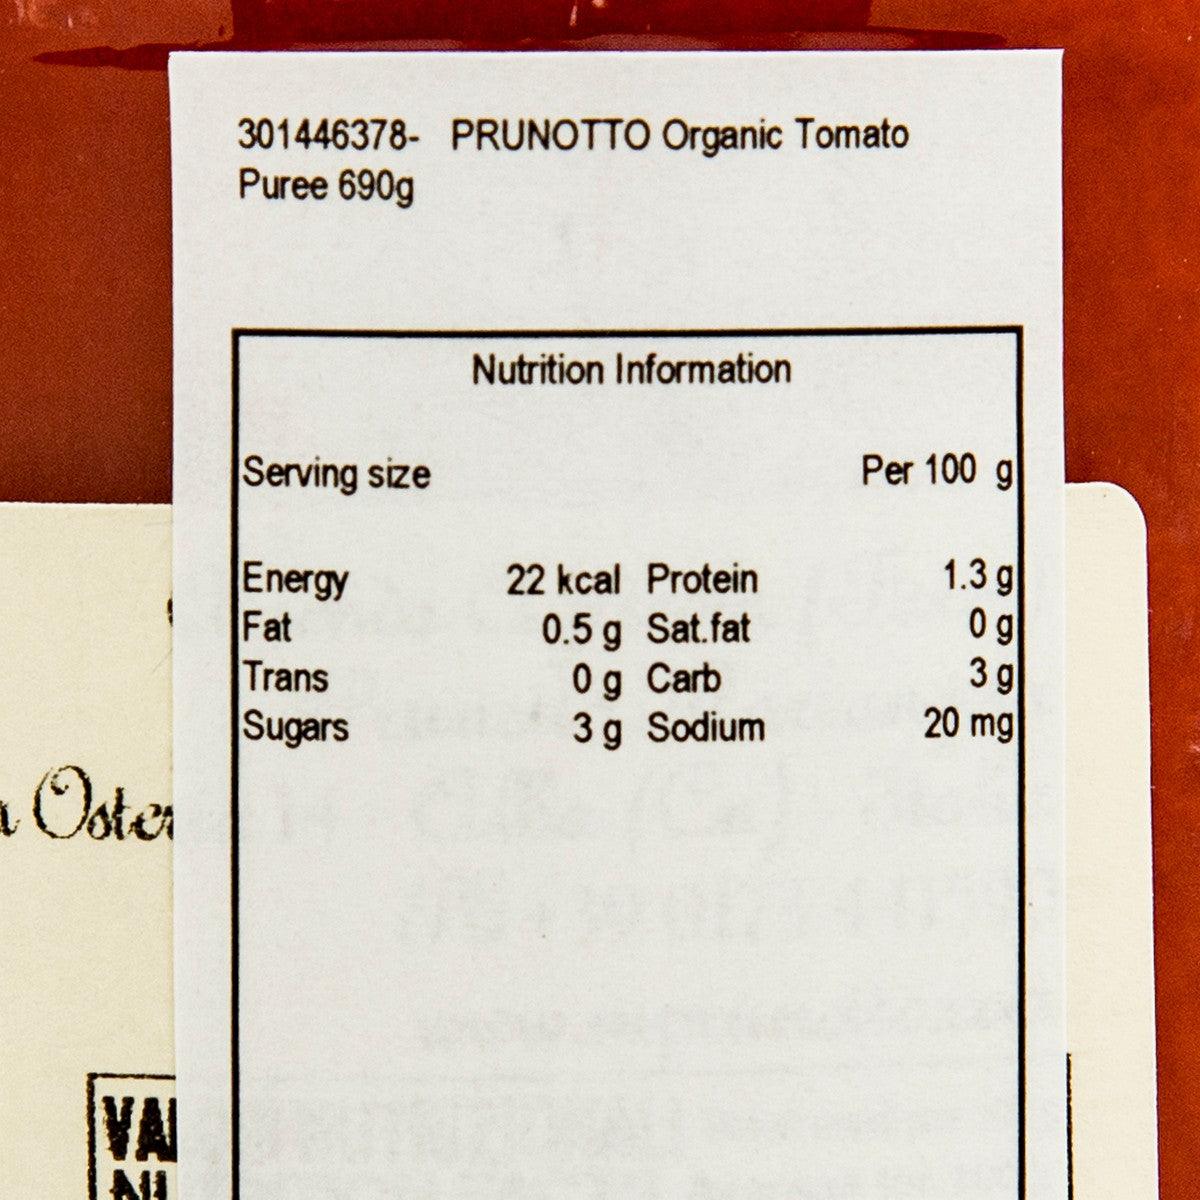 301446378- PRUNOTTO Organic Tomato
Puree 690g
Nutrition Information
Serving size Per 100 g
Energy 22 kcal Protein 1.3 g
Fat 0.5 g Sat.fat 0 g
Trans 0 g Carb 3 g
Sugars 3 g Sodium 20 mg